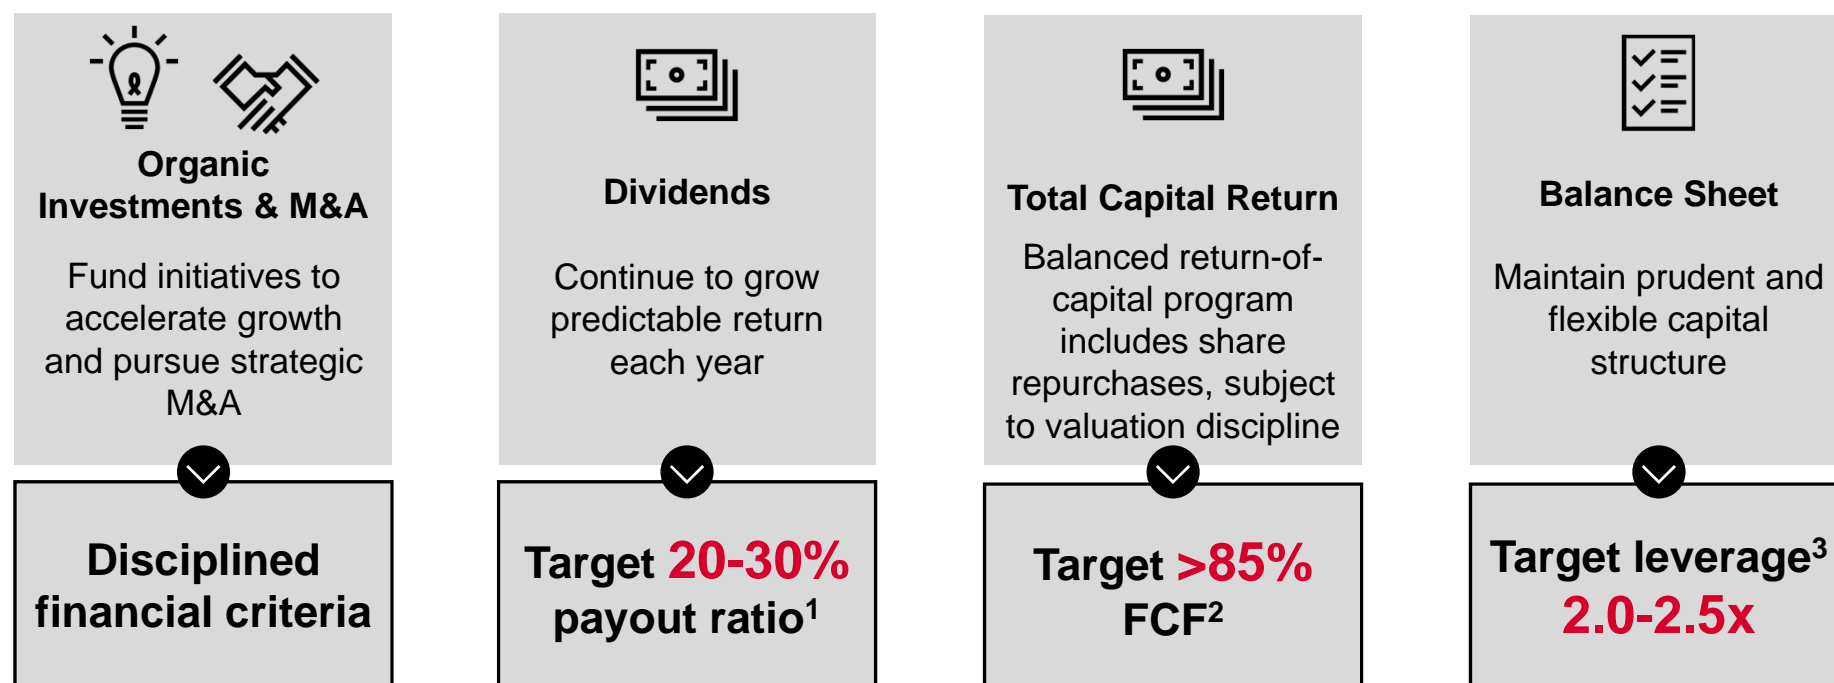 Organic
Investments & M&A
Fund initiatives to
accelerate growth
and pursue strategic
M&A
Disciplined
financial criteria
Dividends
Continue to grow
predictable return
each year
Target 20-30%
payout ratio¹
Total Capital Return
Balanced return-of-
capital program
includes share
repurchases, subject
to valuation discipline
Target >85%
FCF²
Balance Sheet
Maintain prudent and
flexible capital
structure
Target leverage³
2.0-2.5x